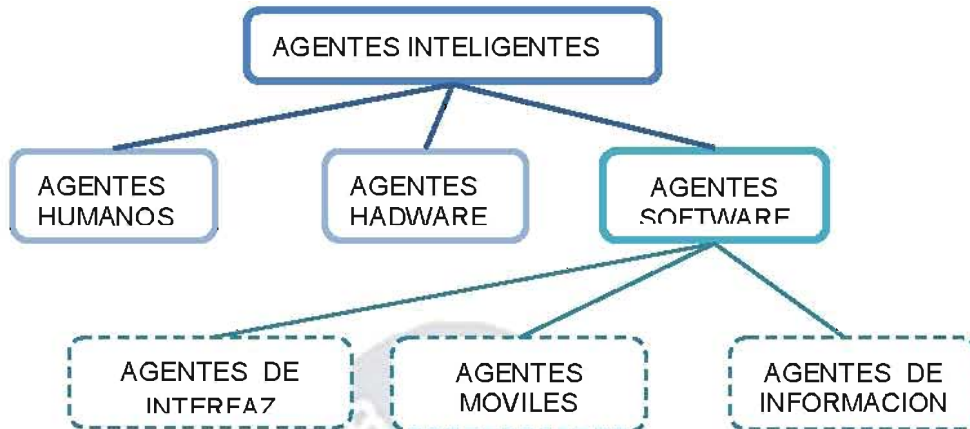 AGENTES INTELIGENTES
AGENTES
HUMANOS
AGENTES
HADWARE
AGENTES
SOFTWARE
AGENTES DE
INTERFAZ
AGENTES
MOVILES
AGENTES DE
INFORMACION